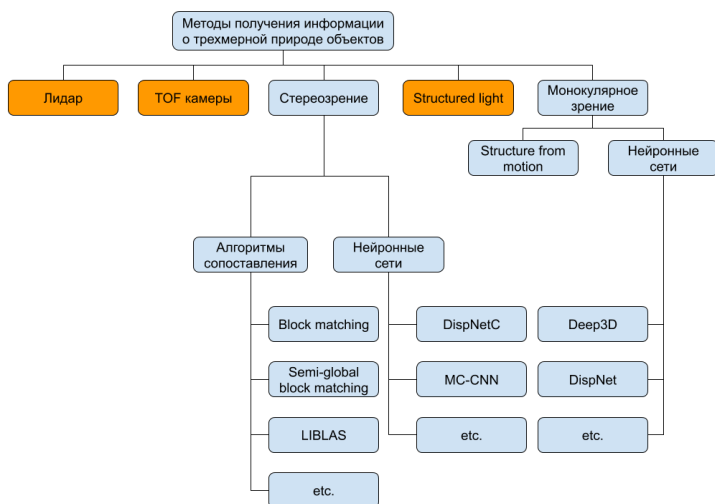 Методы получения информации
о трехмерной природе объектов
Лидар
TOF камеры
Стереозрение
Structured light
Монокулярное
зрение
Structure from
motion
Нейронные
сети
Алгоритмы
сопоставления
Нейронные
сети
Block matching
DispNetC
Deep3D
Semi-global
block matching
MC-CNN
DispNet
LIBLAS
etc.
etc.
etc.